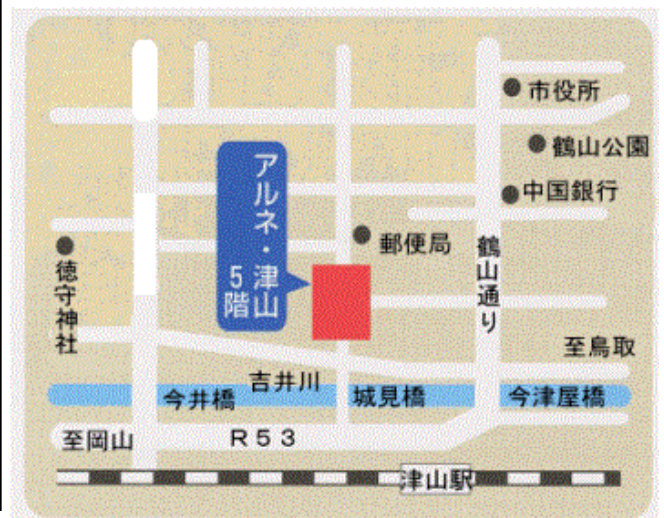 市役所
鶴山公園
中国銀行
アルネ・津山
5階
郵便局
鶴山通り
徳守神社
至鳥取
吉井川
今井橋
城見橋
今津屋橋
至岡山
R53
津山駅